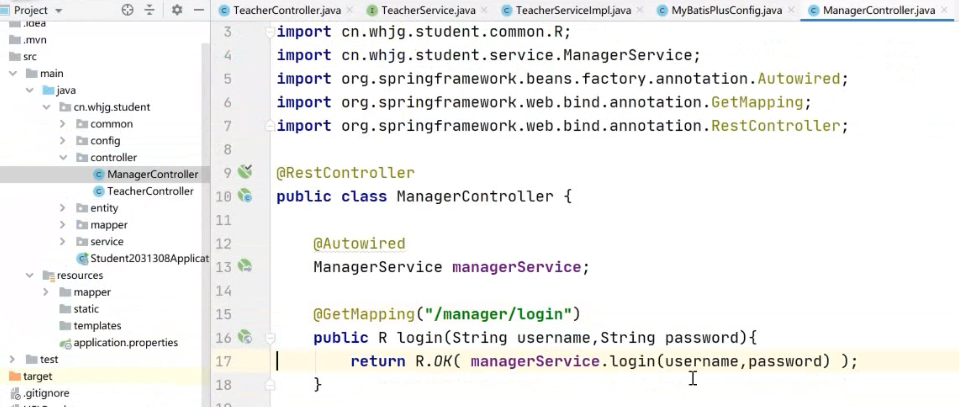 Project
TeacherController.java
TeacherService.java
TeacherServiceImpl.java
MyBatisPlusConfig.java
ManagerController.java
.idea
.mvn
src
main
java
cn.whjg.student
common
config
controller
ManagerController
TeacherController
entity
mapper
service
Student2031308Applicat
resources
mapper
static
templates
application.properties
test
target
.gitignore
3 import cn.whjg.student.common.R;
4 import cn.whjg.student.service.ManagerService;
5 import org.springframework.beans.factory.annotation.Autowired;
6 import org.springframework.web.bind.annotation.GetMapping;
7 import org.springframework.web.bind.annotation.RestController;
8
9 @RestController
10 public class ManagerController {
11
12 @Autowired
13 ManagerService managerService;
14
15 @GetMapping("/manager/login")
16 public R login(String username,String password){
17 return R.OK( managerService.login(username,password) );
18 }